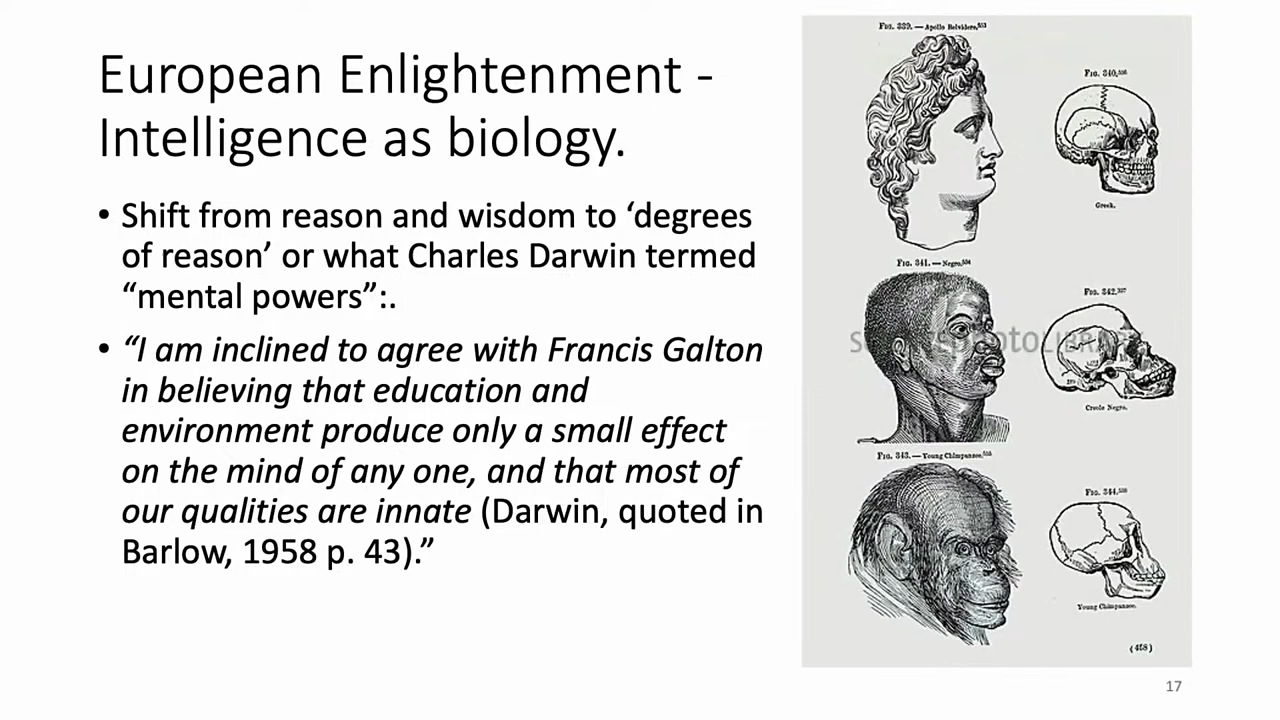 European Enlightenment -
Intelligence as biology.
• Shift from reason and wisdom to ‘degrees
of reason’ or what Charles Darwin termed
“mental powers”:.
• “I am inclined to agree with Francis Galton
in believing that education and
environment produce only a small effect
on the mind of any one, and that most of
our qualities are innate (Darwin, quoted in
Barlow, 1958 p. 43).”
FIG. 339. — Apollo Belvidere.
FIG. 340.
Greek.
FIG. 341. — Negro.
FIG. 342.
Creole Negro.
FIG. 343. — Young Chimpanzee.
FIG. 344.
Young Chimpanzee.
(458)
17